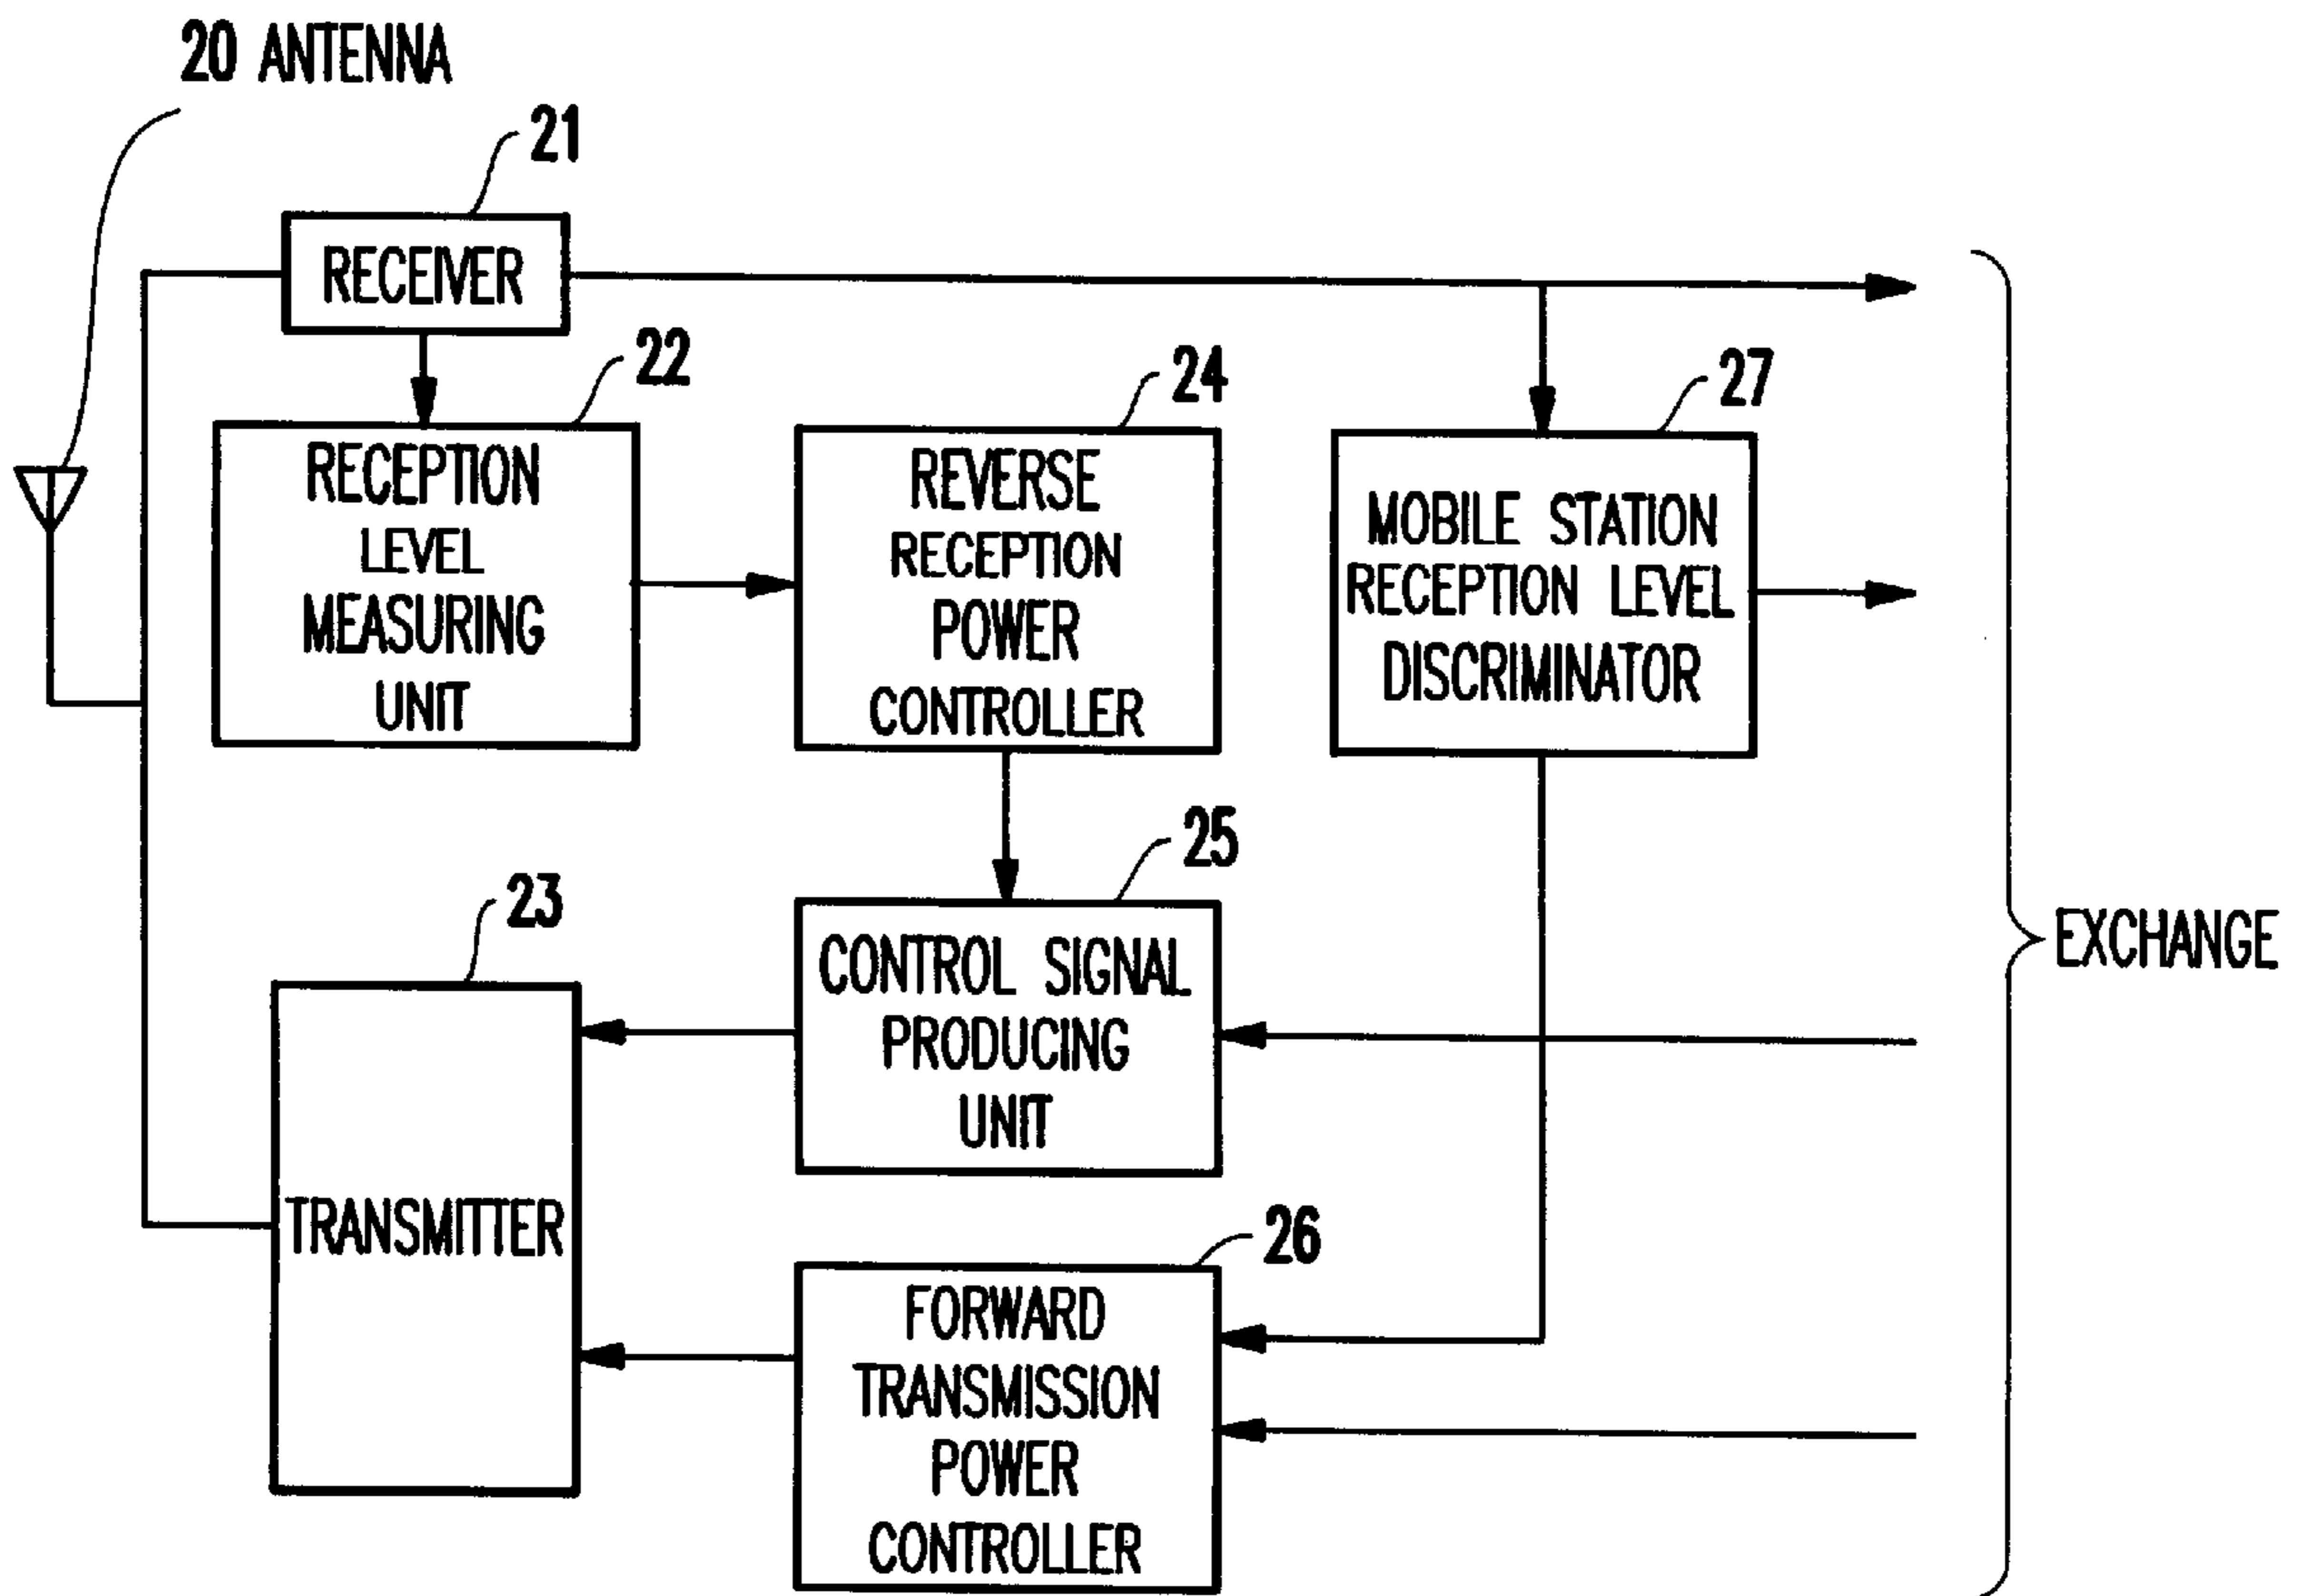 20 ANTENNA
21
RECEIVER
22
RECEPTION
LEVEL
MEASURING
UNIT
24
REVERSE
RECEPTION
POWER
CONTROLLER
27
MOBILE STATION
RECEPTION LEVEL
DISCRIMINATOR
23
TRANSMITTER
25
CONTROL SIGNAL
PRODUCING
UNIT
26
FORWARD
TRANSMISSION
POWER
CONTROLLER
EXCHANGE